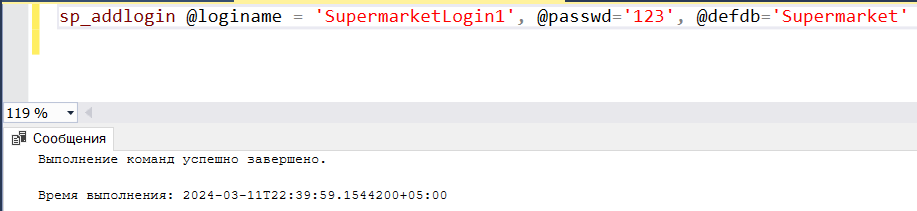 sp_addlogin @loginame = 'SupermarketLogin1', @passwd='123', @defdb='Supermarket'
119 %
Сообщения
Выполнение команд успешно завершено.
Время выполнения: 2024-03-11T22:39:59.1544200+05:00